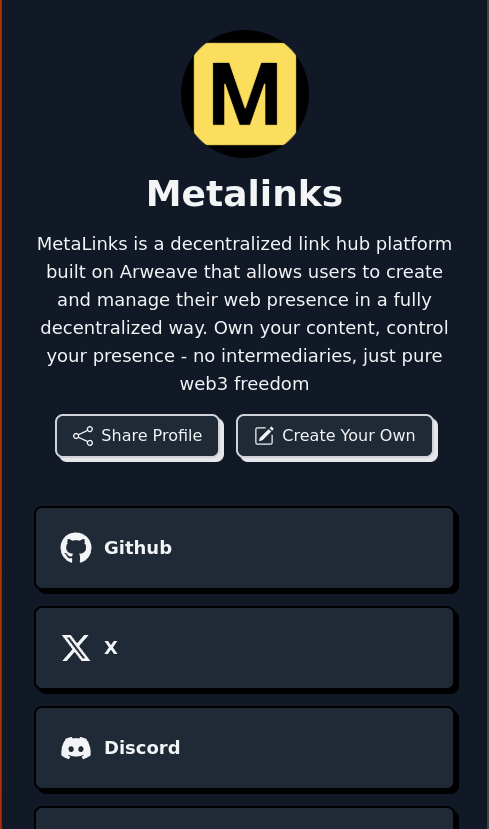 M
Metalinks
MetaLinks is a decentralized link hub platform
built on Arweave that allows users to create
and manage their web presence in a fully
decentralized way. Own your content, control
your presence - no intermediaries, just pure
web3 freedom
Share Profile
Create Your Own
Github
X
Discord